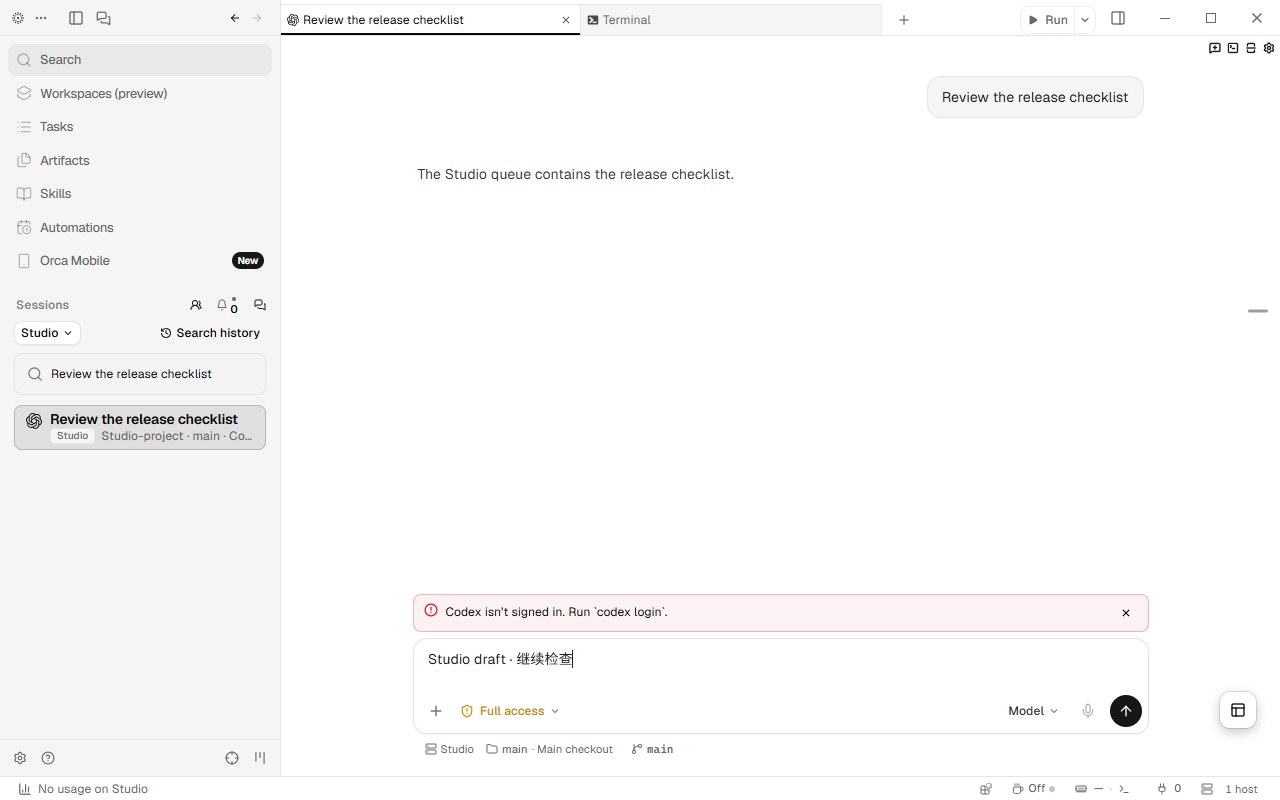 Review the release checklist
Terminal
Run
Search
Workspaces (preview)
Tasks
Artifacts
Skills
Automations
Orca Mobile
New
Sessions
0
Studio
Search history
Review the release checklist
Review the release checklist
Studio
Studio-project · main · Co...
Review the release checklist
The Studio queue contains the release checklist.
Codex isn't signed in. Run `codex login`.
Studio draft · 继续检查
Full access
Model
Studio
main · Main checkout
main
No usage on Studio
Off
0
1 host